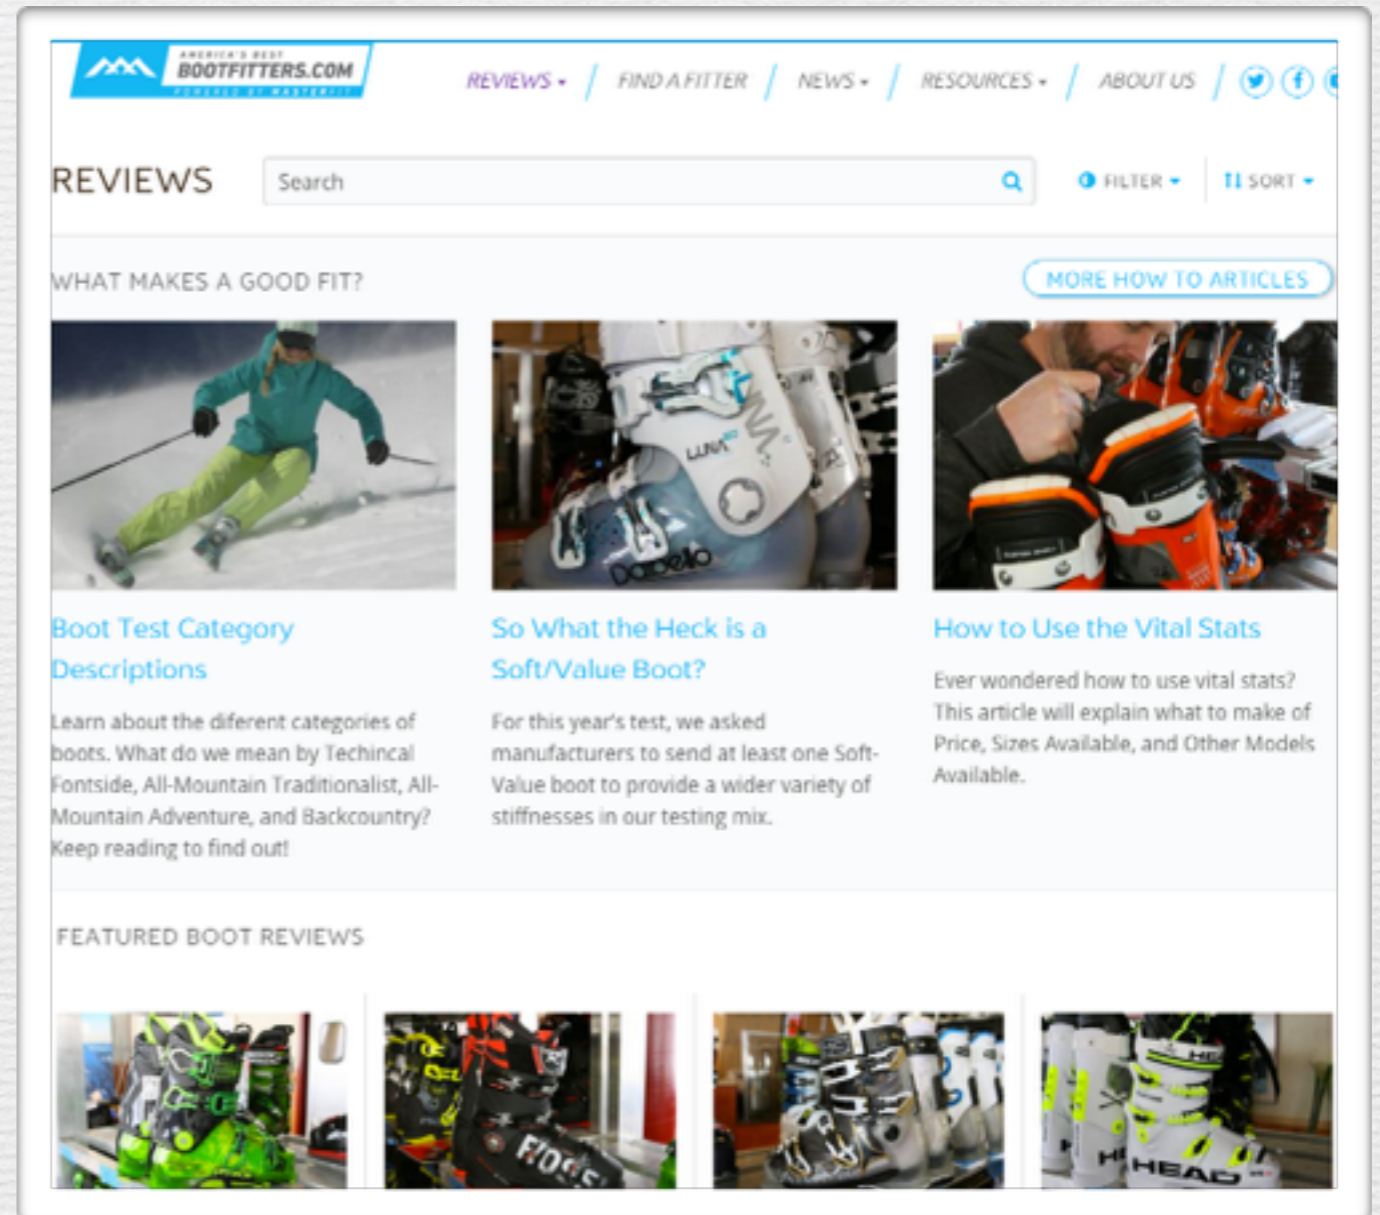 AMERICA'S BEST
BOOTFITTERS.COM
POWERED BY MASTERFIT
REVIEWS
FIND A FITTER
NEWS
RESOURCES
ABOUT US
REVIEWS
Search
FILTER
SORT
WHAT MAKES A GOOD FIT?
MORE HOW TO ARTICLES
LUNA
Dalbello
Boot Test Category
Descriptions
Learn about the diferent categories of
boots. What do we mean by Techincal
Fontside, All-Mountain Traditionalist, All-
Mountain Adventure, and Backcountry?
Keep reading to find out!
So What the Heck is a
Soft/Value Boot?
For this year's test, we asked
manufacturers to send at least one Soft-
Value boot to provide a wider variety of
stiffnesses in our testing mix.
How to Use the Vital Stats
Ever wondered how to use vital stats?
This article will explain what to make of
Price, Sizes Available, and Other Models
Available.
FEATURED BOOT REVIEWS
HEAD